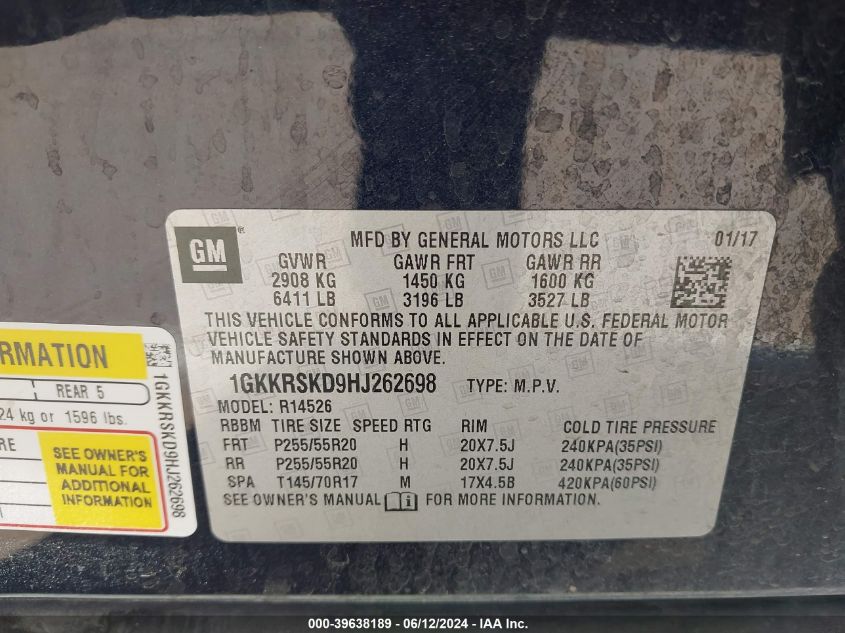 GM
MFD BY GENERAL MOTORS LLC 01/17
GVWR GAWR FRT GAWR RR
2908 KG 1450 KG 1600 KG
6411 LB 3196 LB 3527 LB
THIS VEHICLE CONFORMS TO ALL APPLICABLE U.S. FEDERAL MOTOR
VEHICLE SAFETY STANDARDS IN EFFECT ON THE DATE OF
MANUFACTURE SHOWN ABOVE.
1GKKRSKD9HJ262698 TYPE: M.P.V.
MODEL: R14526
RBBM TIRE SIZE SPEED RTG RIM COLD TIRE PRESSURE
FRT P255/55R20 H 20X7.5J 240KPA(35PSI)
RR P255/55R20 H 20X7.5J 240KPA(35PSI)
SPA T145/70R17 M 17X4.5B 420KPA(60PSI)
SEE OWNER'S MANUAL FOR MORE INFORMATION.
RMATION
REAR 5
24 kg or 1596 lbs.
RE
SEE OWNER'S
MANUAL FOR
ADDITIONAL
INFORMATION
1GKKRSKD9HJ262698
000-39638189 - 06/12/2024 - IAA Inc.